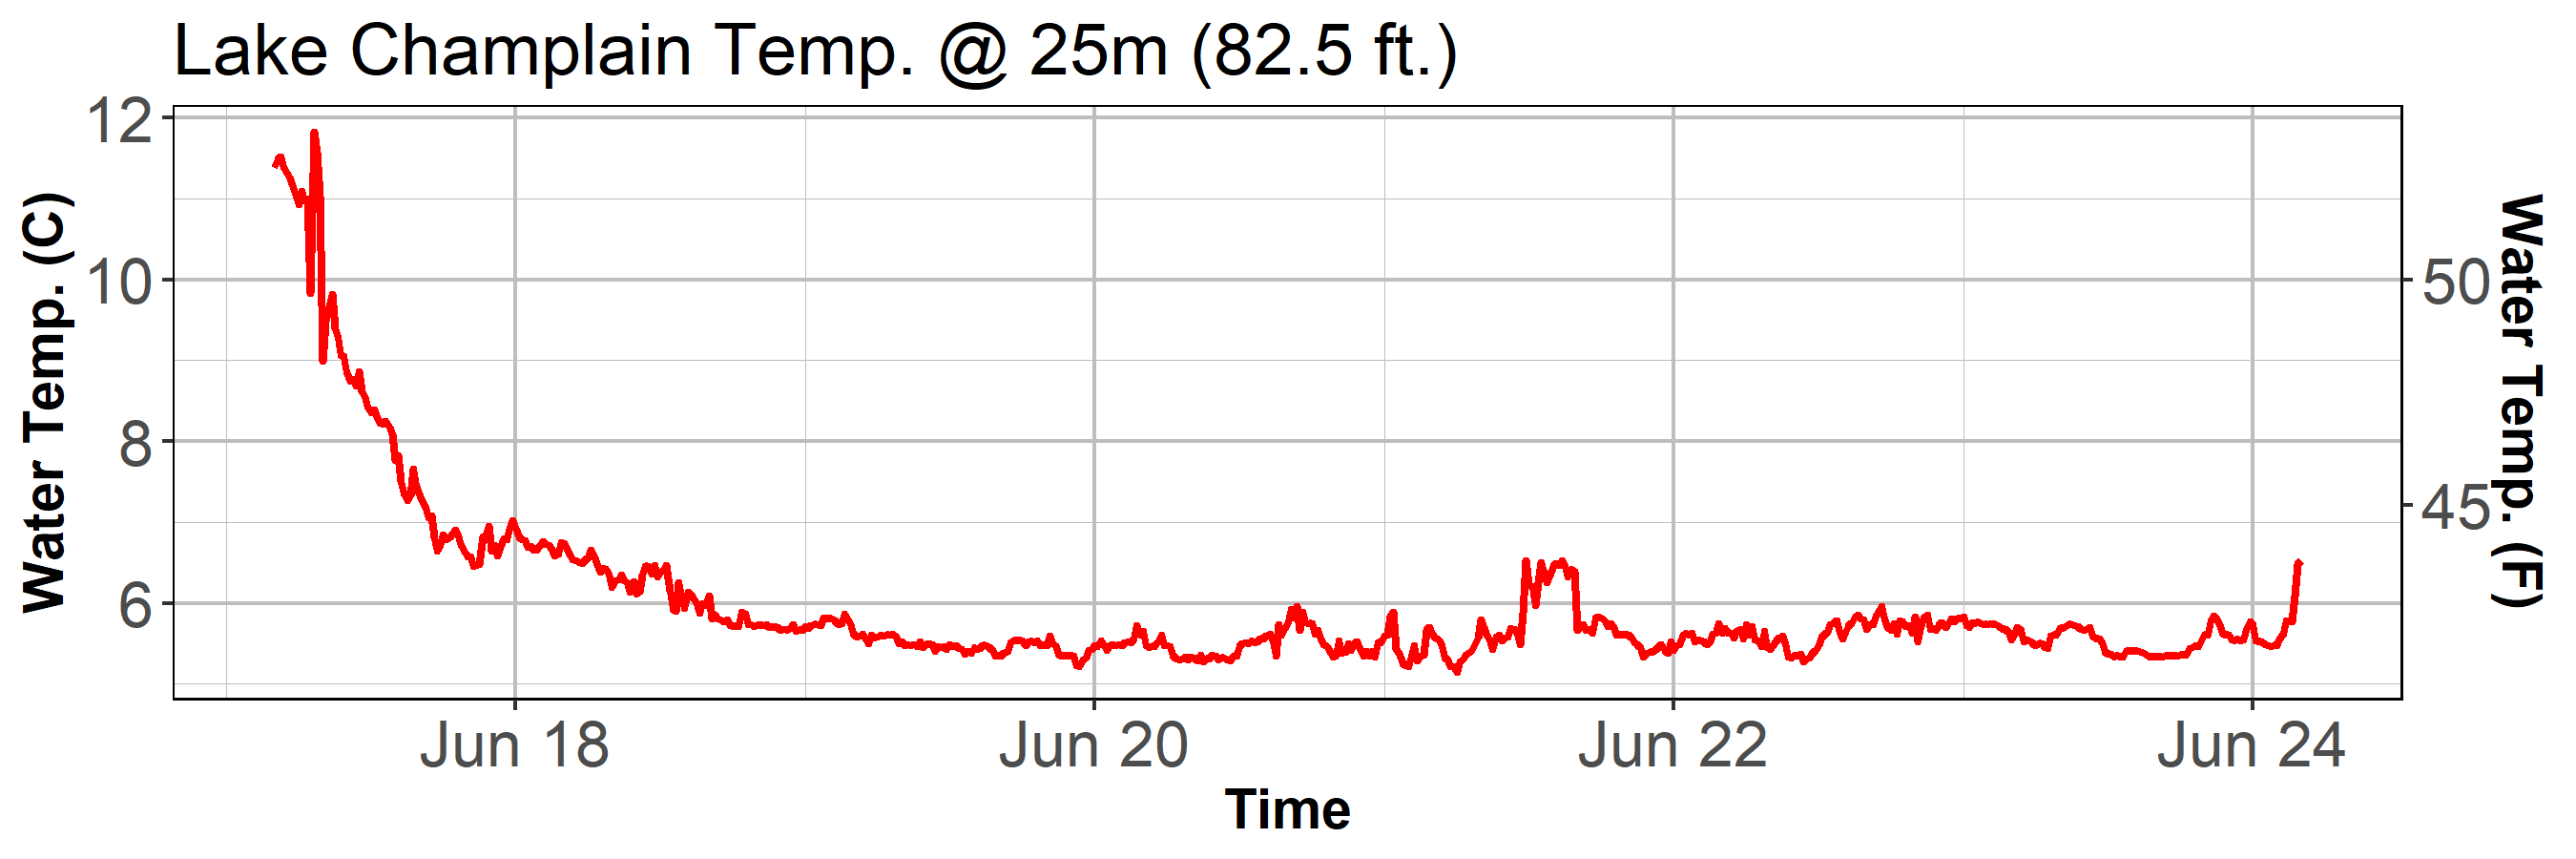 Lake Champlain Temp. @ 25m (82.5 ft.)
Water Temp. (C)
12
10
8
6
50
45
Water Temp. (F)
Jun 18
Jun 20
Jun 22
Jun 24
Time